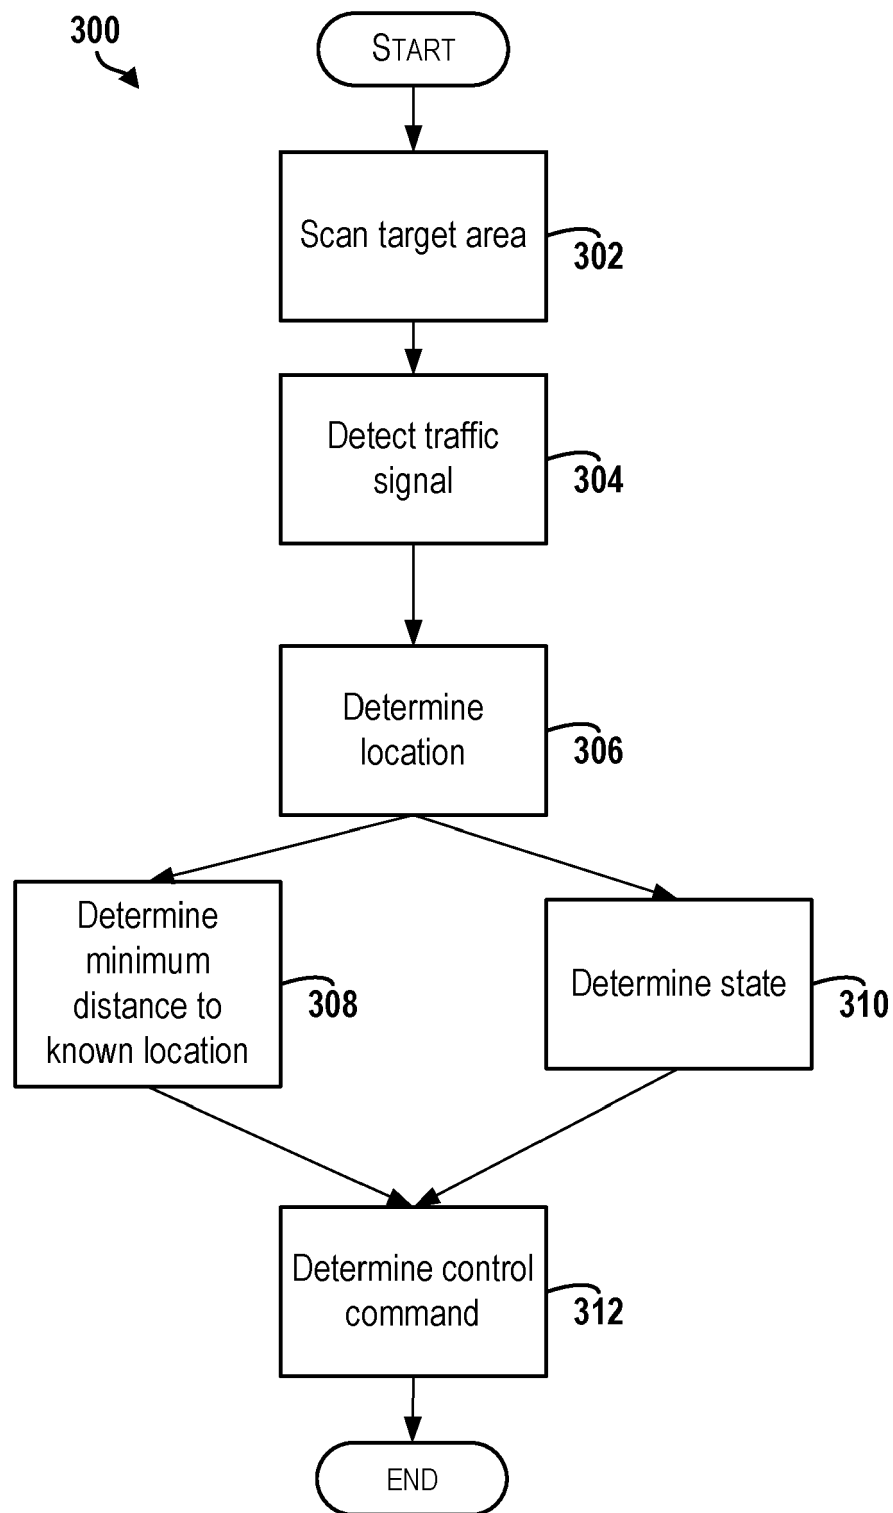 300
START
Scan target area
302
Detect traffic
signal
304
Determine
location
306
Determine
minimum
distance to
known location
308
Determine state
310
Determine control
command
312
END